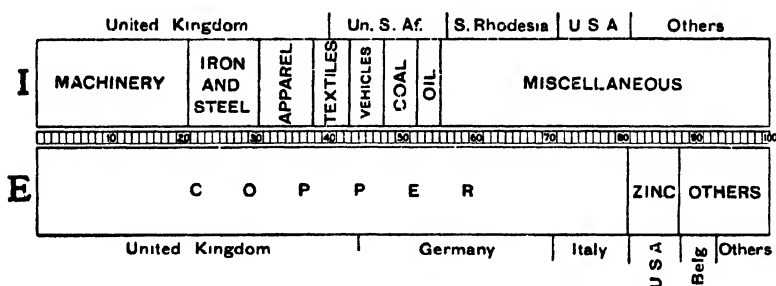 United Kingdom Un. S. Af. S. Rhodesia U S A Others
I MACHINERY IRON AND STEEL APPAREL TEXTILES VEHICLES COAL OIL MISCELLANEOUS
10 20 30 40 50 60 70 80 90 100
E C O P P E R ZINC OTHERS
United Kingdom Germany Italy U S A Belg Others